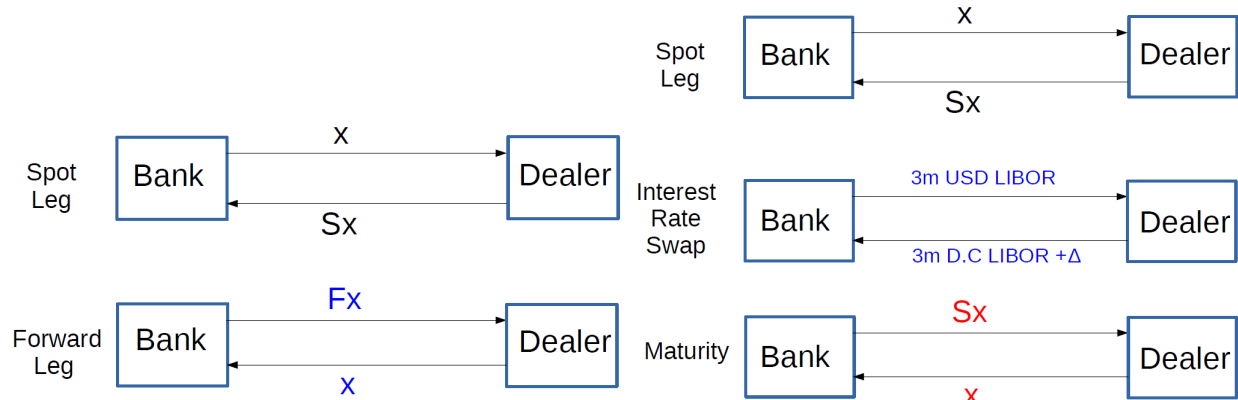 Spot
Leg
Bank
x
Sx
Dealer
Forward
Leg
Bank
Fx
x
Dealer
Spot
Leg
Bank
x
Sx
Dealer
Interest
Rate
Swap
Bank
3m USD LIBOR
3m D.C LIBOR +Δ
Dealer
Maturity
Bank
Sx
x
Dealer